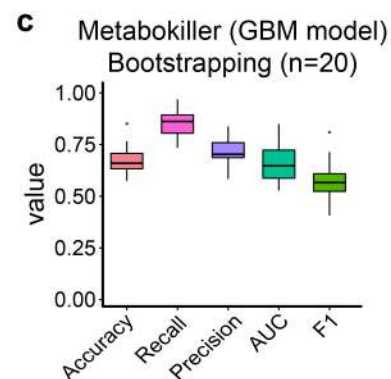 c
Metabokiller (GBM model)
Bootstrapping (n=20)
value
1.00
0.75
0.50
0.25
0.00
Accuracy
Recall
Precision
AUC
F1